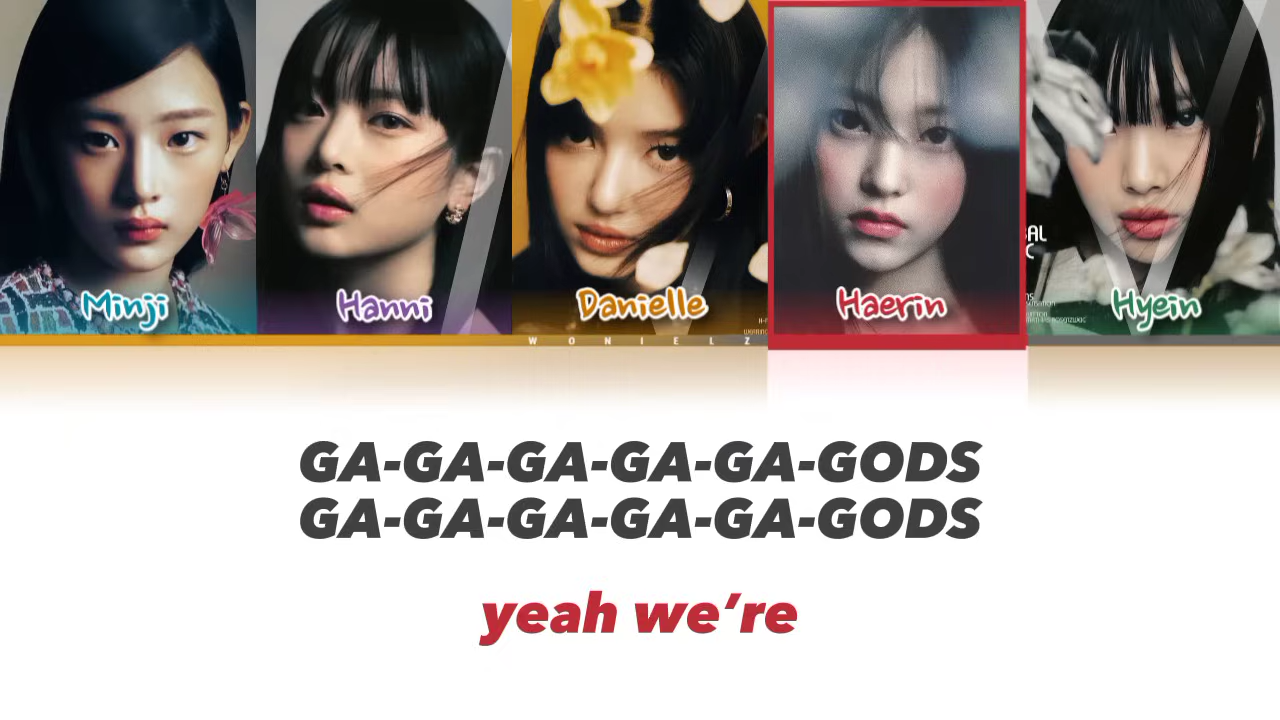 Minji
Hanni
Danielle
Haerin
Hyein
W O N I E L Z
GA-GA-GA-GA-GA-GODS
GA-GA-GA-GA-GA-GODS
yeah we’re